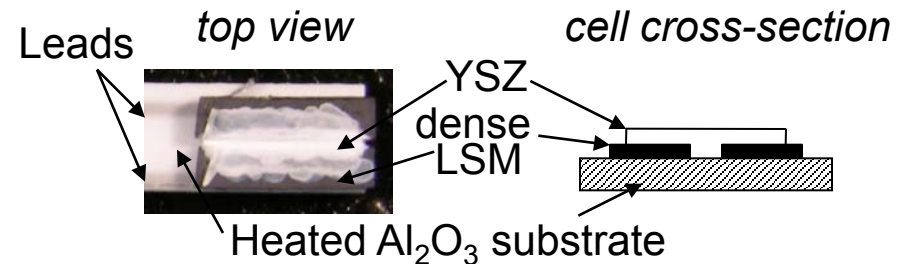 top view
cell cross-section
Leads
YSZ
dense
LSM
Heated Al₂O₃ substrate